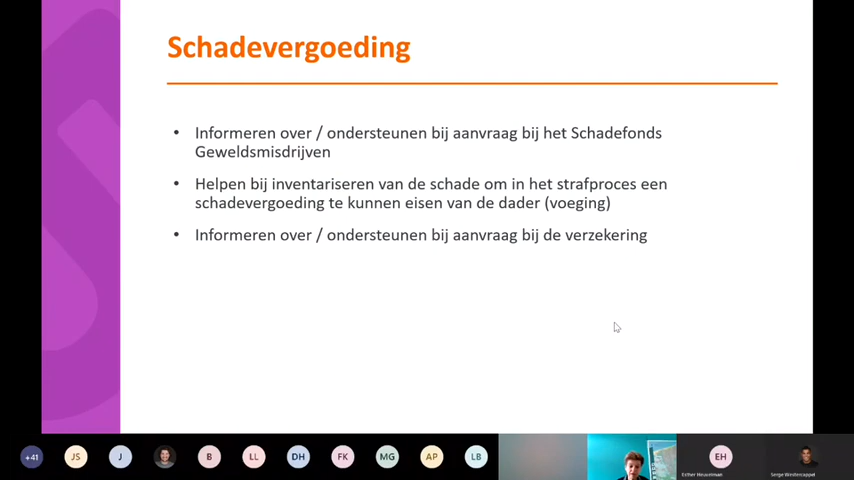 Schadevergoeding
• Informeren over / ondersteunen bij aanvraag bij het Schadefonds
Geweldsmisdrijven
• Helpen bij inventariseren van de schade om in het strafproces een
schadevergoeding te kunnen eisen van de dader (voeging)
• Informeren over / ondersteunen bij aanvraag bij de verzekering
+41 JS J B LL DH FK MG AP LB EH
Esther Heuvelman